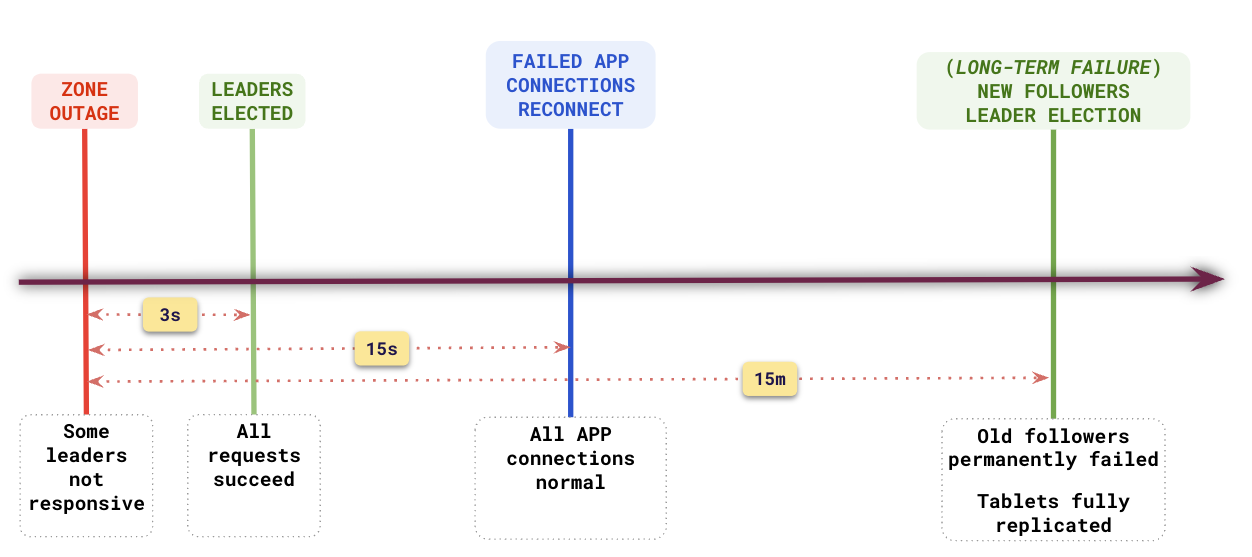 ZONE
OUTAGE
LEADERS
ELECTED
FAILED APP
CONNECTIONS
RECONNECT
(LONG-TERM FAILURE)
NEW FOLLOWERS
LEADER ELECTION
3s
15s
15m
Some
leaders
not
responsive
All
requests
succeed
All APP
connections
normal
Old followers
permanently failed
Tablets fully
replicated